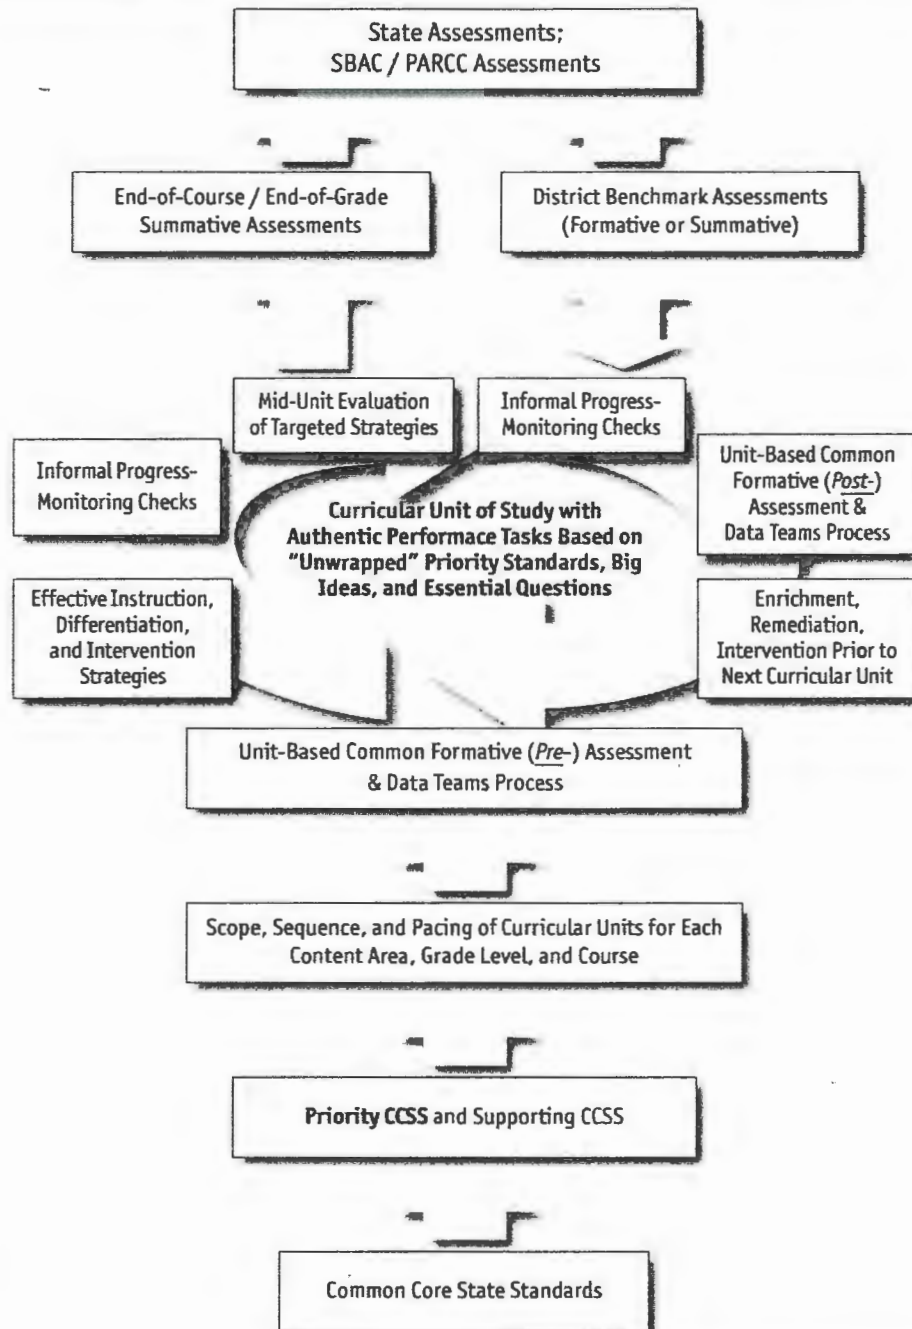 State Assessments;
SBAC / PARCC Assessments
End-of-Course / End-of-Grade
Summative Assessments
District Benchmark Assessments
(Formative or Summative)
Mid-Unit Evaluation
of Targeted Strategies
Informal Progress-
Monitoring Checks
Informal Progress-
Monitoring Checks
Unit-Based Common
Formative (Post-)
Assessment &
Data Teams Process
Curricular Unit of Study with
Authentic Performace Tasks Based on
"Unwrapped" Priority Standards, Big
Ideas, and Essential Questions
Effective Instruction,
Differentiation,
and Intervention
Strategies
Enrichment,
Remediation,
Intervention Prior to
Next Curricular Unit
Unit-Based Common Formative (Pre-) Assessment
& Data Teams Process
Scope, Sequence, and Pacing of Curricular Units for Each
Content Area, Grade Level, and Course
Priority CCSS and Supporting CCSS
Common Core State Standards